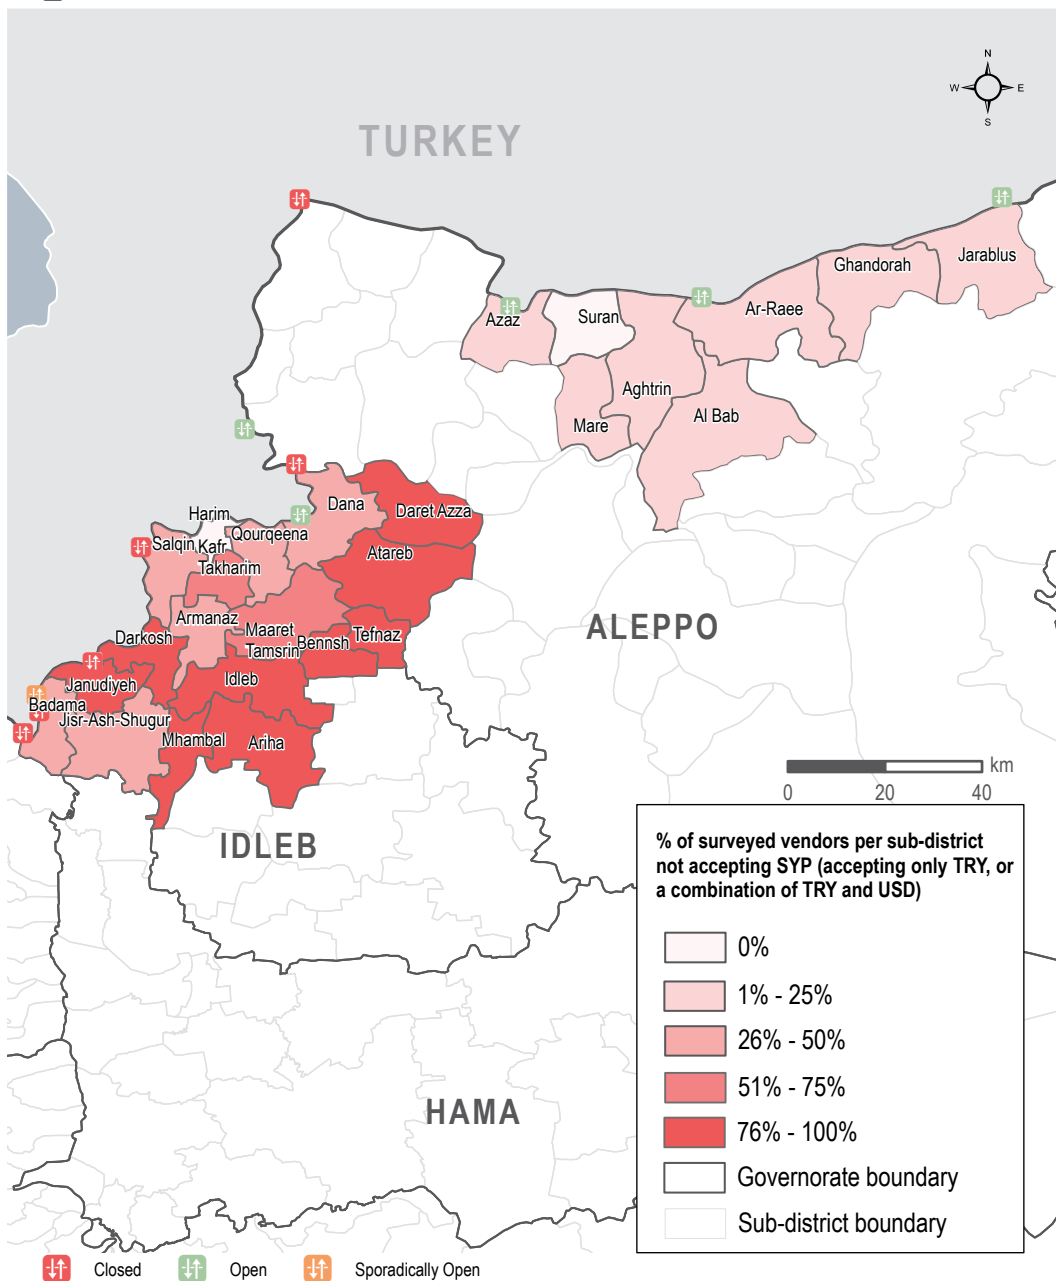 N
W E
S
TURKEY
Jarablus
Ghandorah
Ar-Raee
Suran
Azaz
Aghtrin
Al Bab
Mare
Dana
Daret Azza
Harim
Qourqeena
Salqin
Kafr
Takharim
Atareb
Armanaz
Maaret
Tamsrin
Bennsh
Tefnaz
Darkosh
Idleb
Janudiyeh
Badama
Jisr-Ash-Shugur
Mhambal
Ariha
ALEPPO
IDLEB
HAMA
km
0 20 40
% of surveyed vendors per sub-district
not accepting SYP (accepting only TRY, or
a combination of TRY and USD)
0%
1% - 25%
26% - 50%
51% - 75%
76% - 100%
Governorate boundary
Sub-district boundary
Closed Open Sporadically Open